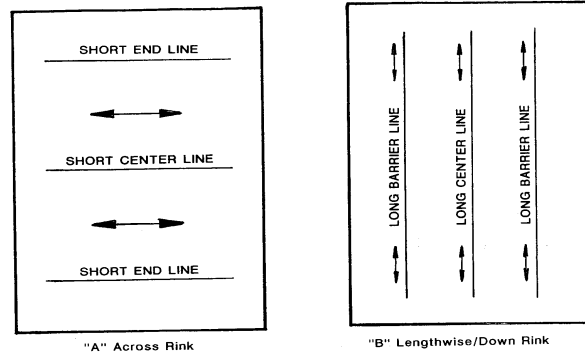 SHORT END LINE
SHORT CENTER LINE
SHORT END LINE
"A" Across Rink
LONG BARRIER LINE
LONG CENTER LINE
LONG BARRIER LINE
"B" Lengthwise/Down Rink